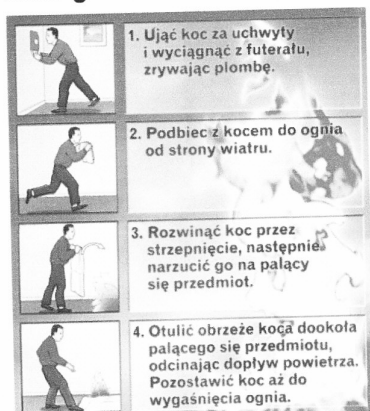 1. Ująć koc za uchwyty
i wyciągnąć z futerału,
zrywając plombę.
2. Podbiec z kocem do ognia
od strony wiatru.
3. Rozwinąć koc przez
strzepnięcie, następnie
narzucić go na palący
się przedmiot.
4. Otulić obrzeże koca dookoła
palącego się przedmiotu,
odcinając dopływ powietrza.
Pozostawić koc aż do
wygaśnięcia ognia.